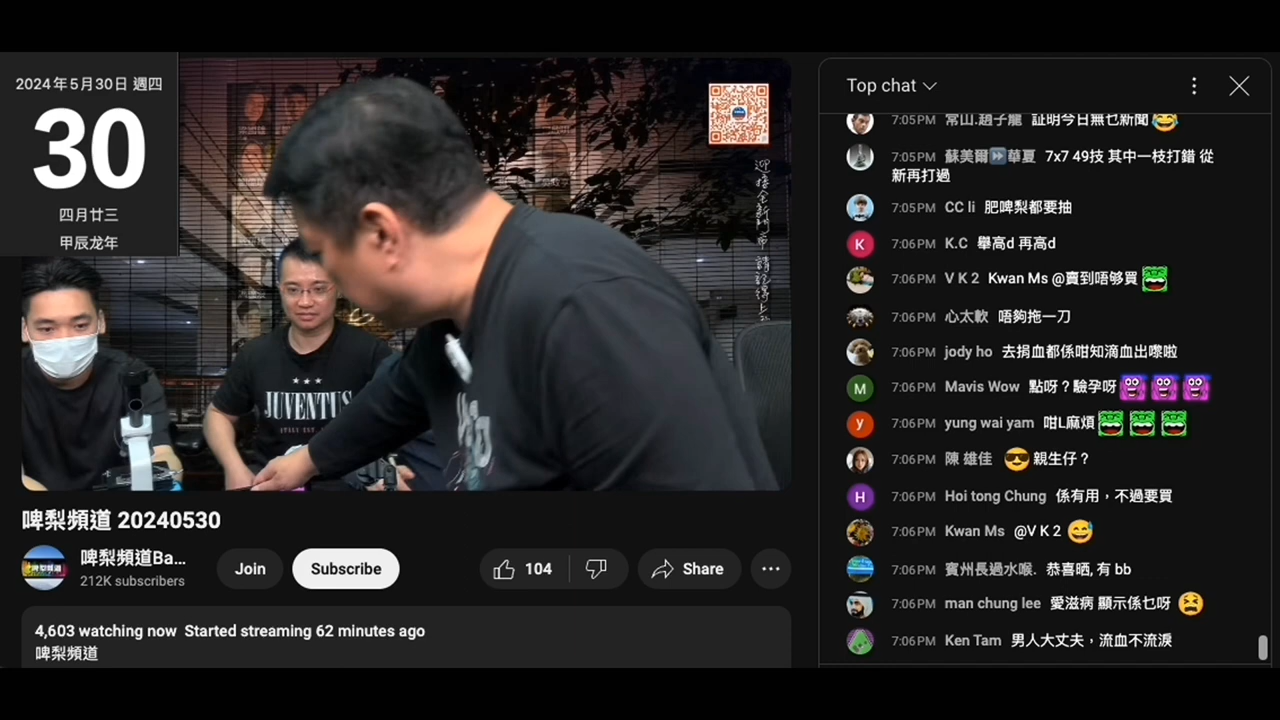 2024年5月30日 週四
30
四月廿三
甲辰龙年
JUVENTUS
啤梨頻道 20240530
啤梨頻道Ba...
212K subscribers
Join
Subscribe
104
Share
4,603 watching now Started streaming 62 minutes ago
啤梨頻道
Top chat
7:05PM 常山.趙子龍 証明今日無乜新聞
7:05PM 蘇美爾⏩華夏 7x7 49技 其中一枝打錯 從
新再打過
7:05PM CC li 肥啤梨都要抽
K
7:06PM K.C 舉高d 再高d
7:06PM V K 2 Kwan Ms @賣到唔够買
7:06PM 心太軟 唔夠拖一刀
7:06PM jody ho 去捐血都係咁知滴血出嚟啦
M
7:06PM Mavis Wow 點呀？驗孕呀
y
7:06PM yung wai yam 咁L麻煩
7:06PM 陳 雄佳 😎 親生仔？
H
7:06PM Hoi tong Chung 係有用，不過要買
7:06PM Kwan Ms @V K 2 😅
7:06PM 賓州長過水喉. 恭喜晒, 有 bb
7:06PM man chung lee 愛滋病 顯示係乜呀 😫
7:06PM Ken Tam 男人大丈夫，流血不流淚